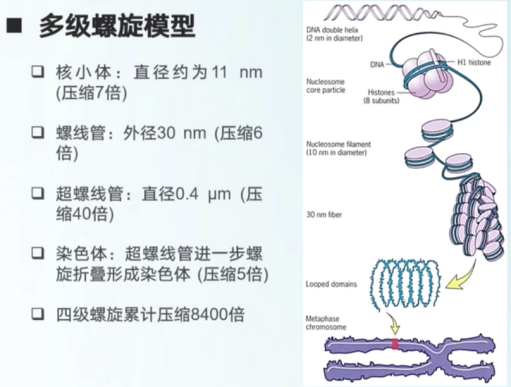 ■ 多级螺旋模型
❑ 核小体：直径约为11 nm
(压缩7倍)
❑ 螺线管：外径30 nm (压缩6
倍)
❑ 超螺线管：直径0.4 μm (压
缩40倍)
❑ 染色体：超螺线管进一步螺
旋折叠形成染色体 (压缩5倍)
❑ 四级螺旋累计压缩8400倍
DNA double helix
(2 nm in diameter)
DNA
H1 histone
Nucleosome
core particle
Histones
(8 subunits)
Nucleosome filament
(10 nm in diameter)
30 nm fiber
Looped domains
Metaphase
chromosome